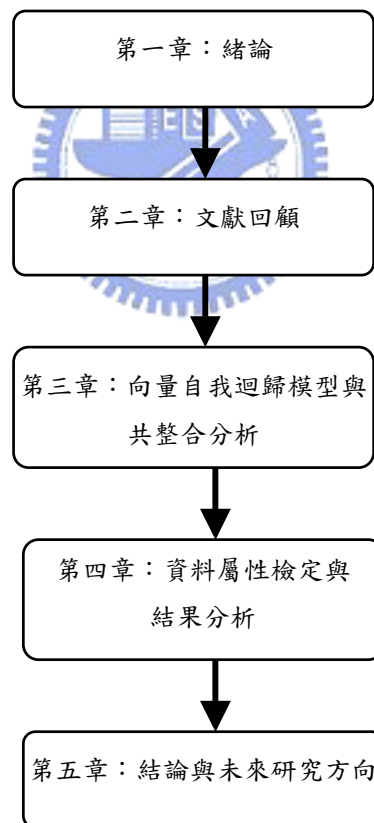 第一章：緒論
第二章：文獻回顧
第三章：向量自我迴歸模型與
共整合分析
第四章：資料屬性檢定與
結果分析
第五章：結論與未來研究方向